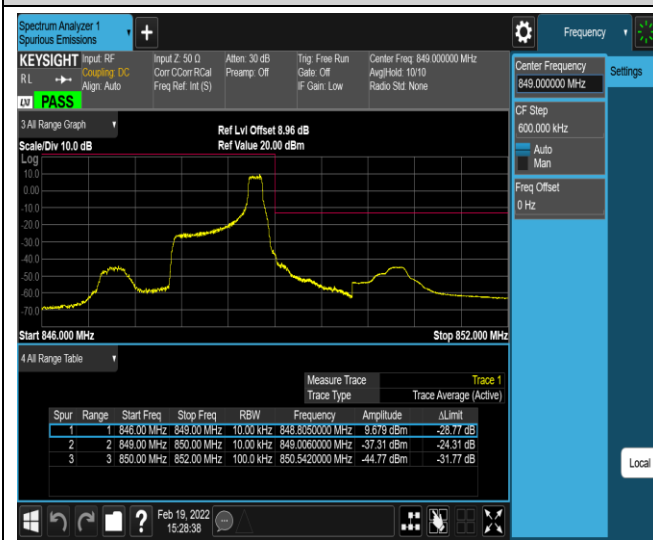 Spectrum Analyzer 1
Spurious Emissions
Frequency
KEYSIGHT Input: RF Input Z: 50 Ω Atten: 30 dB Trig: Free Run Center Freq: 849.000000 MHz
RL Coupling: DC Corr CCorr RCal Preamp: Off Gate: Off Avg|Hold: 10/10
Align: Auto Freq Ref: Int (S) IF Gain: Low Radio Std: None
LXI PASS
3 All Range Graph
Ref Lvl Offset 8.96 dB
Scale/Div 10.0 dB Ref Value 20.00 dBm
Log
10.0
0.00
-10.0
-20.0
-30.0
-40.0
-50.0
-60.0
-70.0
Start 846.000 MHz Stop 852.000 MHz
4 All Range Table
Measure Trace Trace 1
Trace Type Trace Average (Active)
Spur Range Start Freq Stop Freq RBW Frequency Amplitude ΔLimit
1 1 846.00 MHz 849.00 MHz 10.00 kHz 848.8050000 MHz 9.679 dBm -28.77 dB
2 2 849.00 MHz 850.00 MHz 10.00 kHz 849.0060000 MHz -37.31 dBm -24.31 dB
3 3 850.00 MHz 852.00 MHz 100.0 kHz 850.5420000 MHz -44.77 dBm -31.77 dB
Feb 19, 2022
15:28:38
Center Frequency
849.000000 MHz
Settings
CF Step
600.000 kHz
Auto
Man
Freq Offset
0 Hz
Local